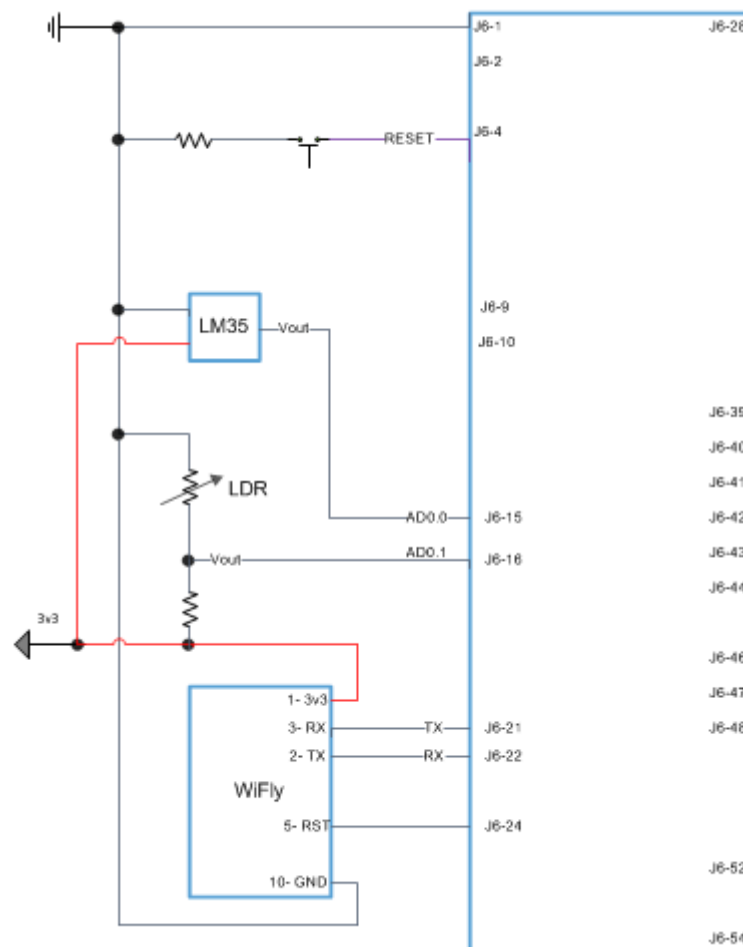 J6-1
J6-28
J6-2
RESET
J6-4
J6-9
LM35
Vout
J6-10
J6-39
J6-40
LDR
J6-41
AD0.0
J6-15
J6-42
Vout
AD0.1
J6-16
J6-43
J6-44
3v3
J6-46
1- 3v3
J6-47
3- RX
TX
J6-21
J6-48
2- TX
RX
J6-22
WiFly
5- RST
J6-24
J6-52
10- GND
J6-54